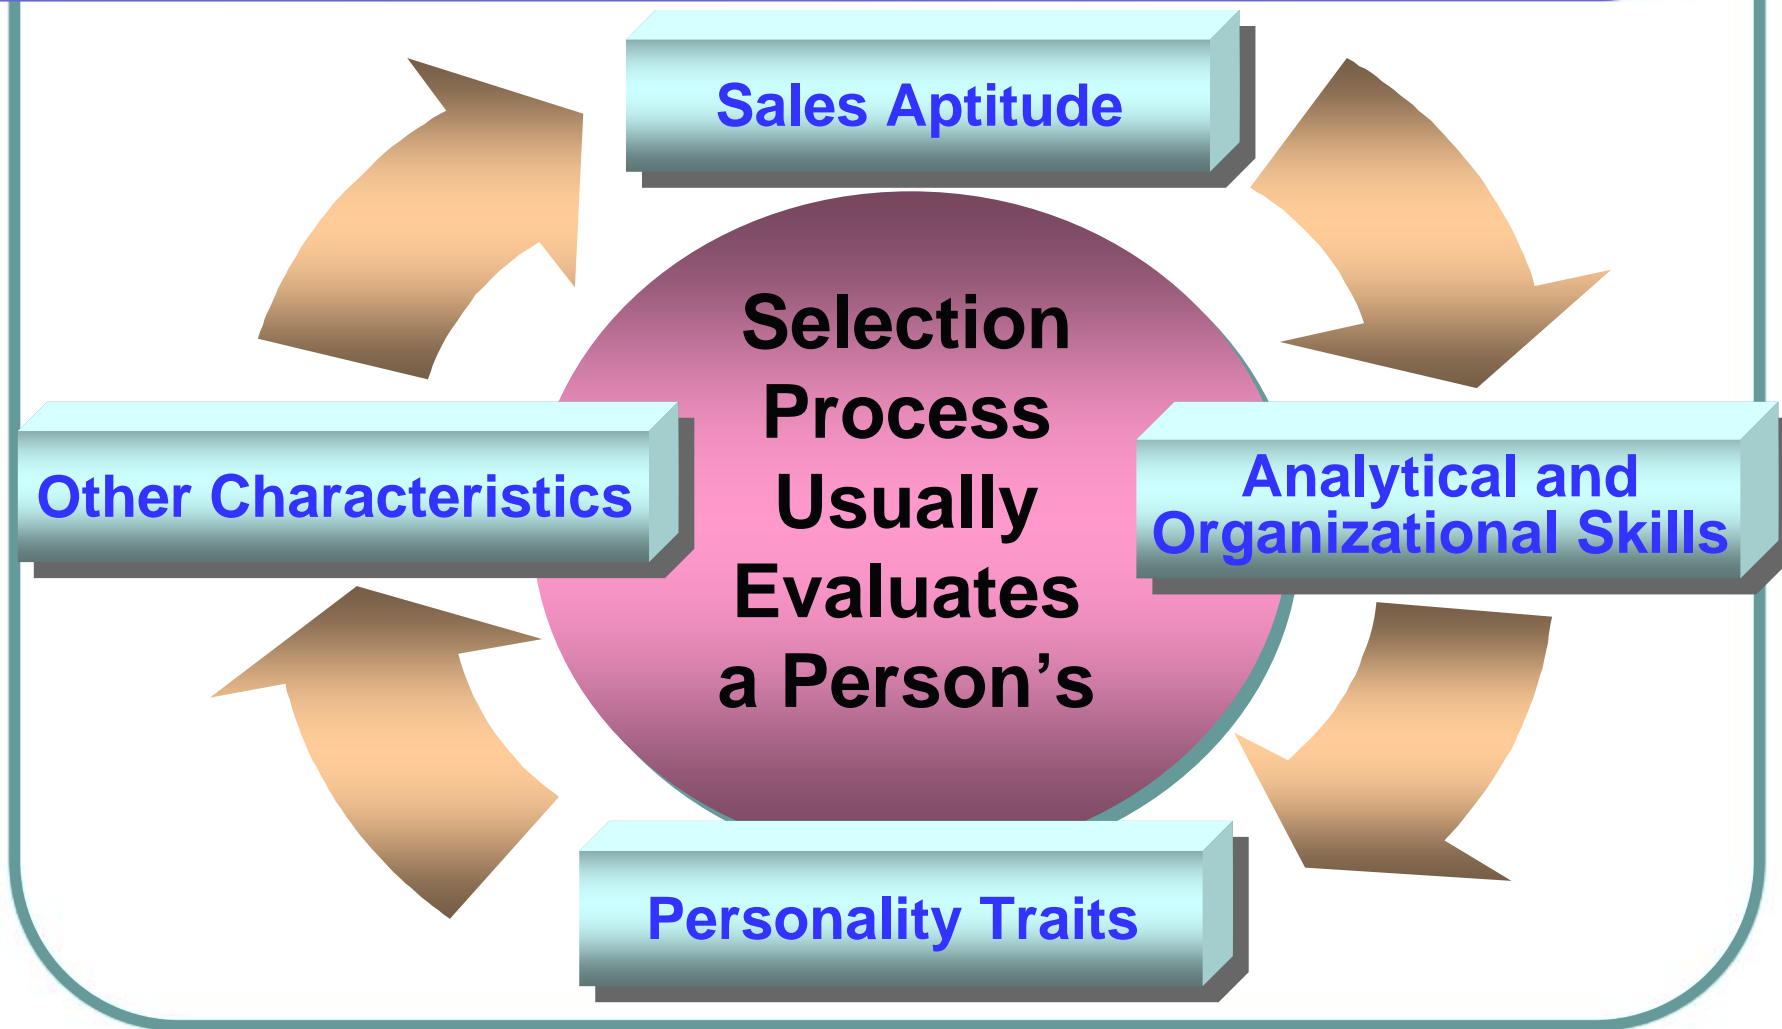 Sales Aptitude
Selection
Process
Usually
Evaluates
a Person’s
Other Characteristics
Analytical and
Organizational Skills
Personality Traits